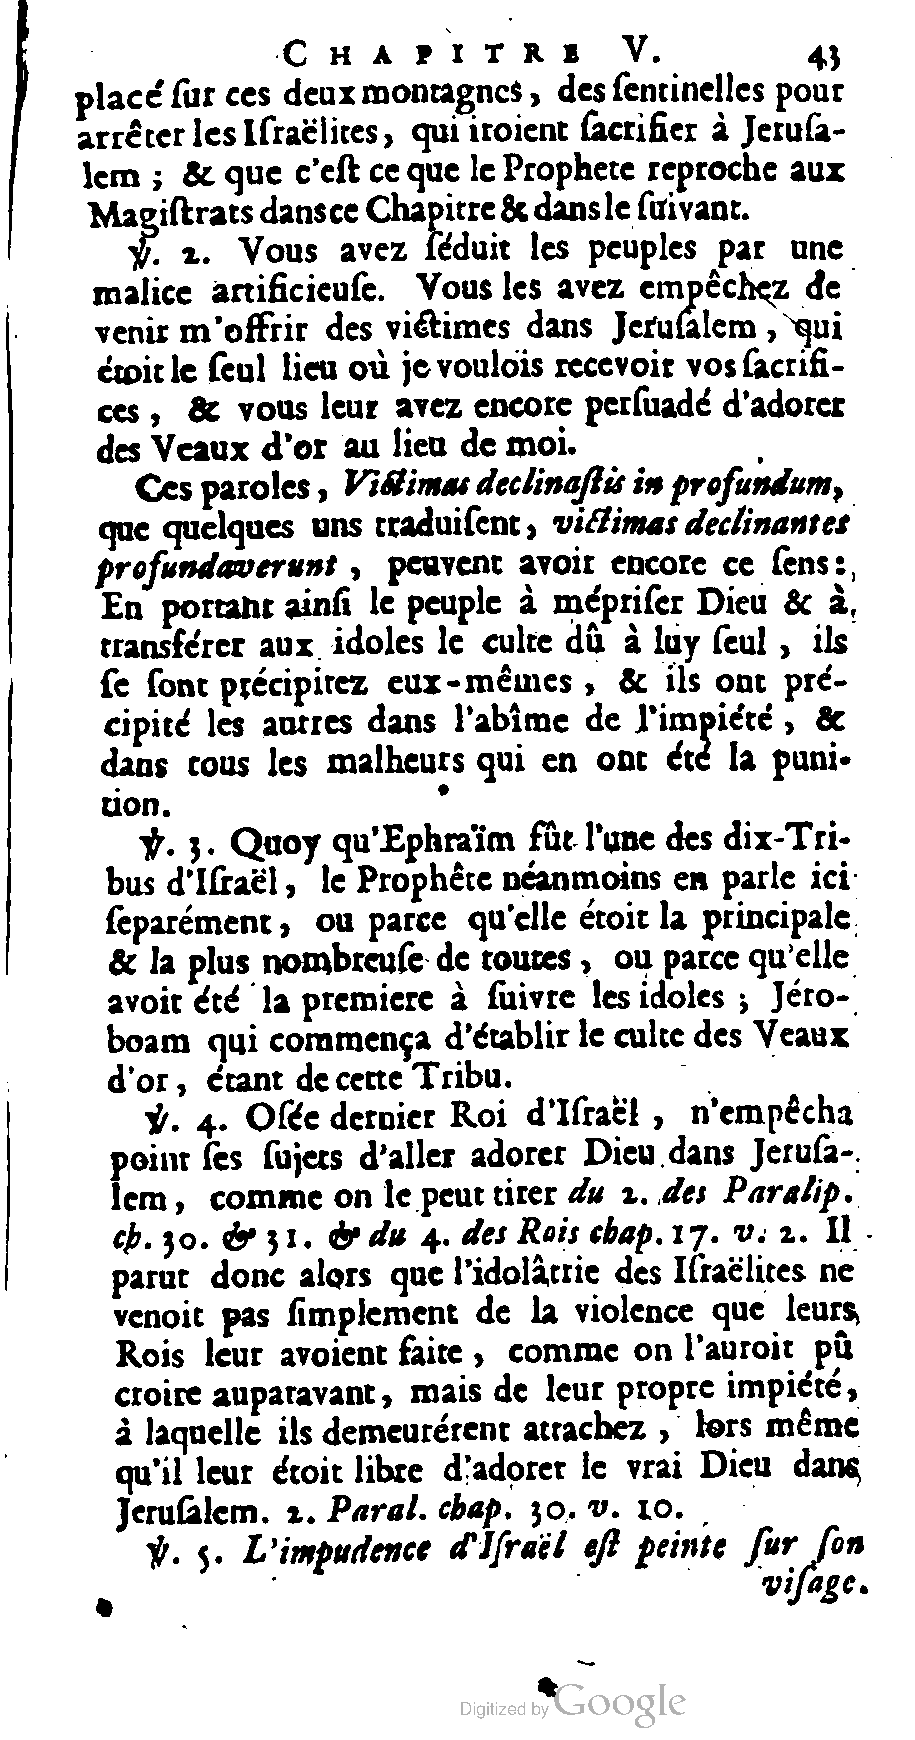 CHAPITRE V. 43
placé ſur ces deux montagnes, des ſentinelles pour
arrêter les Iſraëlites, qui iroient ſacrifier à Jeruſa-
lem ; & que c'eſt ce que le Prophete reproche aux
Magiſtrats dans ce Chapitre & dans le ſuivant.
℣. 2. Vous avez ſéduit les peuples par une
malice artificieuſe. Vous les avez empêchez de
venir m'offrir des victimes dans Jeruſalem, qui
étoit le ſeul lieu où je voulois recevoir vos ſacrifi-
ces, & vous leur avez encore perſuadé d'adorer
des Veaux d'or au lieu de moi.
Ces paroles, Victimas declinaſtis in profundum,
que quelques uns traduiſent, victimas declinantes
profundaverunt, peuvent avoir encore ce ſens:
En portant ainſi le peuple à mépriſer Dieu & à
transférer aux idoles le culte dû à luy ſeul, ils
ſe ſont précipitez eux-mêmes, & ils ont pré-
cipité les autres dans l'abîme de l'impiété, &
dans tous les malheurs qui en ont été la puni-
tion.
℣. 3. Quoy qu'Ephraïm fût l'une des dix-Tri-
bus d'Iſraël, le Prophête néanmoins en parle ici
ſeparément, ou parce qu'elle étoit la principale
& la plus nombreuſe de toutes, ou parce qu'elle
avoit été la premiere à ſuivre les idoles ; Jéro-
boam qui commença d'établir le culte des Veaux
d'or, étant de cette Tribu.
℣. 4. Oſée dernier Roi d'Iſraël, n'empêcha
point ſes ſujets d'aller adorer Dieu dans Jeruſa-
lem, comme on le peut tirer du 2. des Paralip.
ch. 30. & 31. & du 4. des Rois chap. 17. v. 2. Il
parut donc alors que l'idolâtrie des Iſraëlites ne
venoit pas ſimplement de la violence que leurs
Rois leur avoient faite, comme on l'auroit pû
croire auparavant, mais de leur propre impiété,
à laquelle ils demeurérent attachez, lors même
qu'il leur étoit libre d'adorer le vrai Dieu dans
Jeruſalem. 2. Paral. chap. 30. v. 10.
℣. 5. L'impudence d'Iſraël eſt peinte ſur ſon
viſage.
Digitized by Google